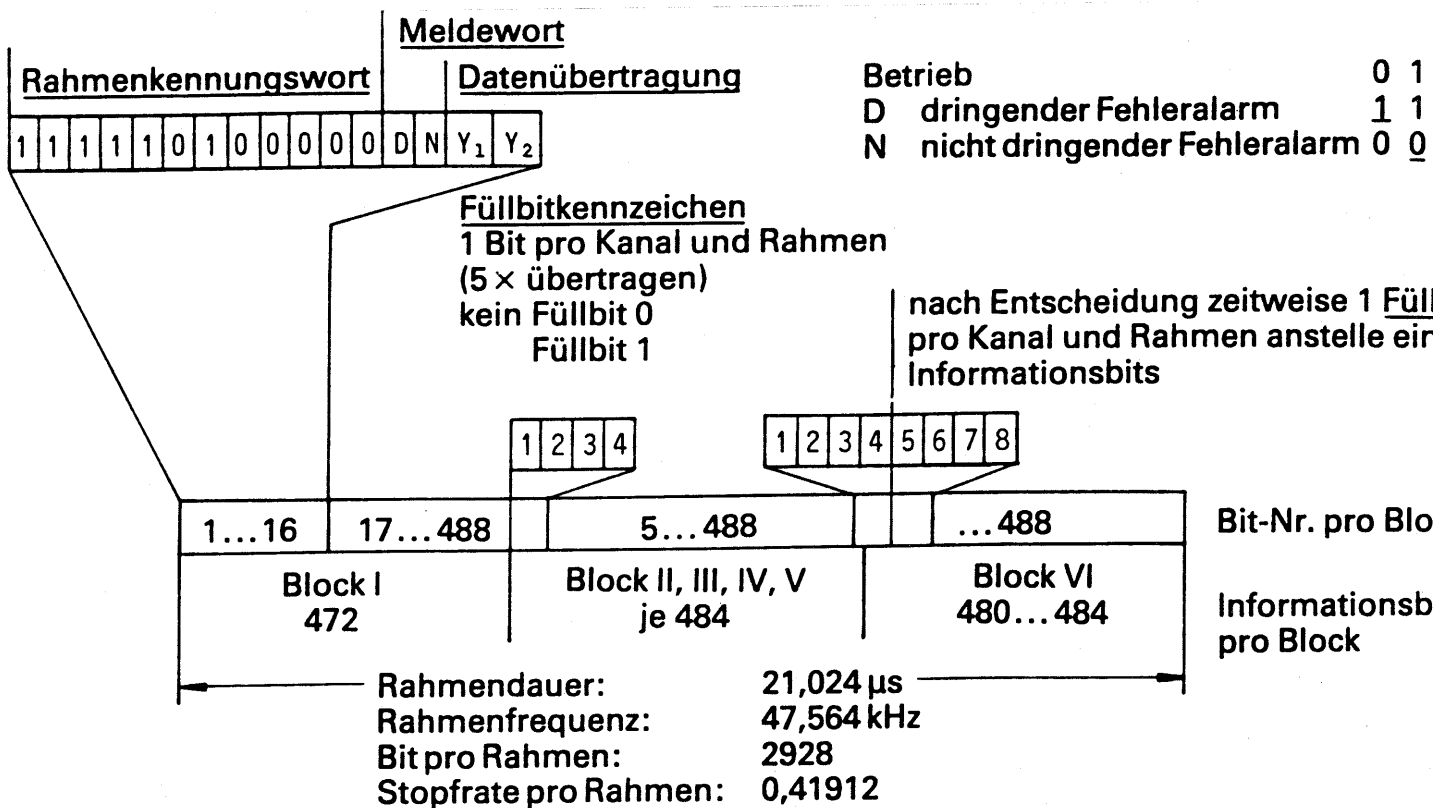 Meldewort
Rahmenkennungswort
Datenübertragung
1 1 1 1 1 0 1 0 0 0 0 0 D N Y₁ Y₂
Betrieb 0 1
D dringender Fehleralarm 1 1
N nicht dringender Fehleralarm 0 0
Füllbitkennzeichen
1 Bit pro Kanal und Rahmen
(5 × übertragen)
kein Füllbit 0
Füllbit 1
nach Entscheidung zeitweise 1 Füll
pro Kanal und Rahmen anstelle ein
Informationsbits
1 2 3 4
1 2 3 4 5 6 7 8
1...16 17...488 5...488 ...488
Bit-Nr. pro Blo
Block I
472
Block II, III, IV, V
je 484
Block VI
480...484
Informationsb
pro Block
Rahmendauer: 21,024 µs
Rahmenfrequenz: 47,564 kHz
Bit pro Rahmen: 2928
Stopfrate pro Rahmen: 0,41912